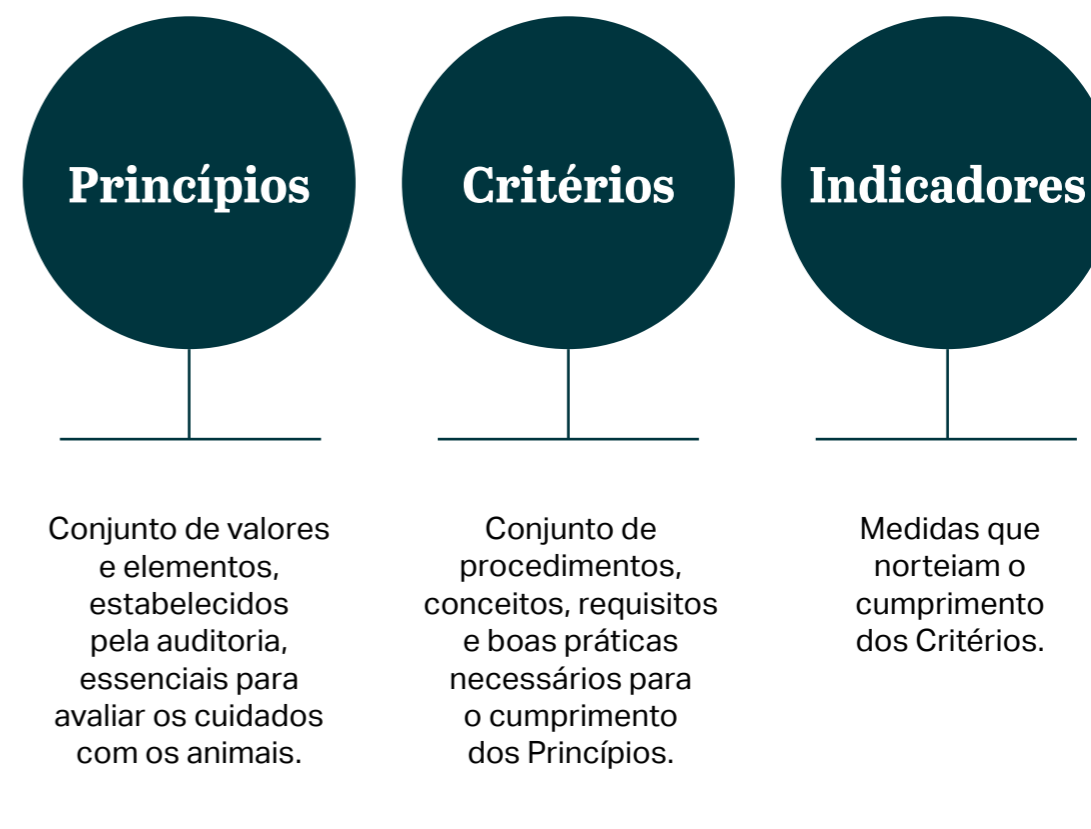 Princípios
Conjunto de valores
e elementos,
estabelecidos
pela auditoria,
essenciais para
avaliar os cuidados
com os animais.
Critérios
Conjunto de
procedimentos,
conceitos, requisitos
e boas práticas
necessários para
o cumprimento
dos Princípios.
Indicadores
Medidas que
norteiam o
cumprimento
dos Critérios.